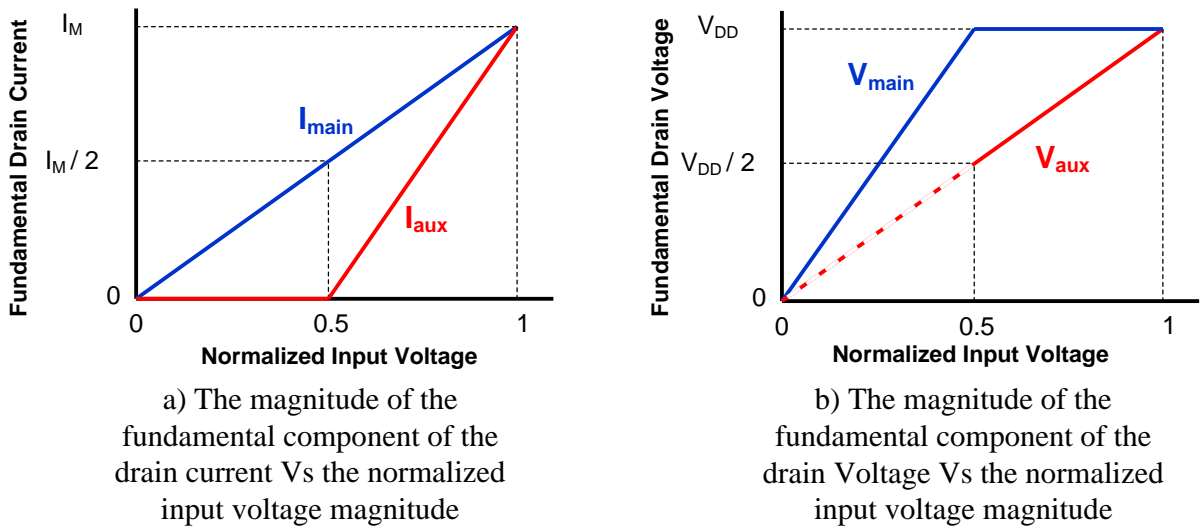 Fundamental Drain Current
I_M
I_M / 2
0
I_main
I_aux
0 0.5 1
Normalized Input Voltage
a) The magnitude of the
fundamental component of the
drain current Vs the normalized
input voltage magnitude
Fundamental Drain Voltage
V_DD
V_DD / 2
0
V_main
V_aux
0 0.5 1
Normalized Input Voltage
b) The magnitude of the
fundamental component of the
drain Voltage Vs the normalized
input voltage magnitude